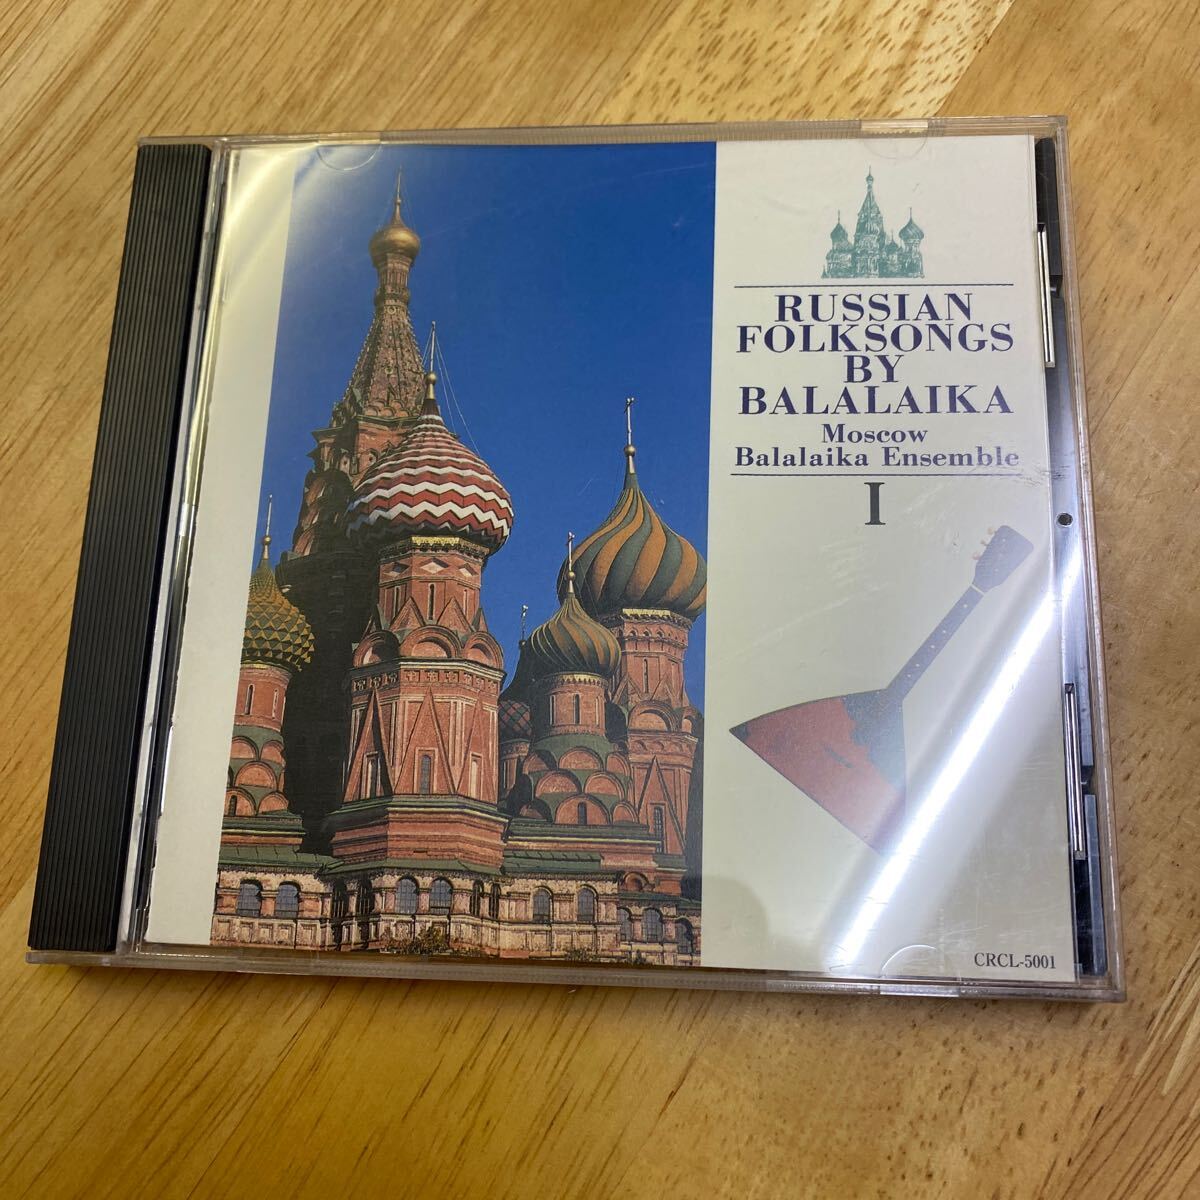 RUSSIAN
FOLKSONGS
BY
BALALAIKA
Moscow
Balalaika Ensemble
I
CRCL-5001